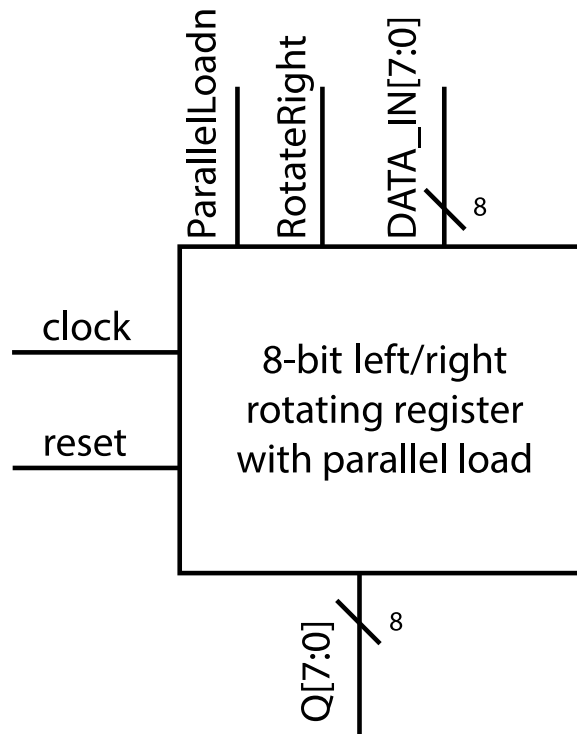 ParallelLoadn
RotateRight
DATA_IN[7:0]
8
clock
reset
8-bit left/right
rotating register
with parallel load
Q[7:0]
8